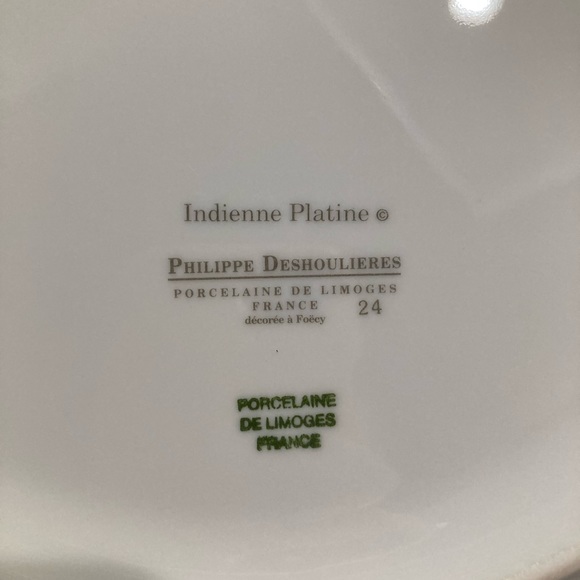 Indienne Platine ©
PHILIPPE DESHOULIERES
PORCELAINE DE LIMOGES
FRANCE 24
décorée à Foëcy
PORCELAINE
DE LIMOGES
FRANCE